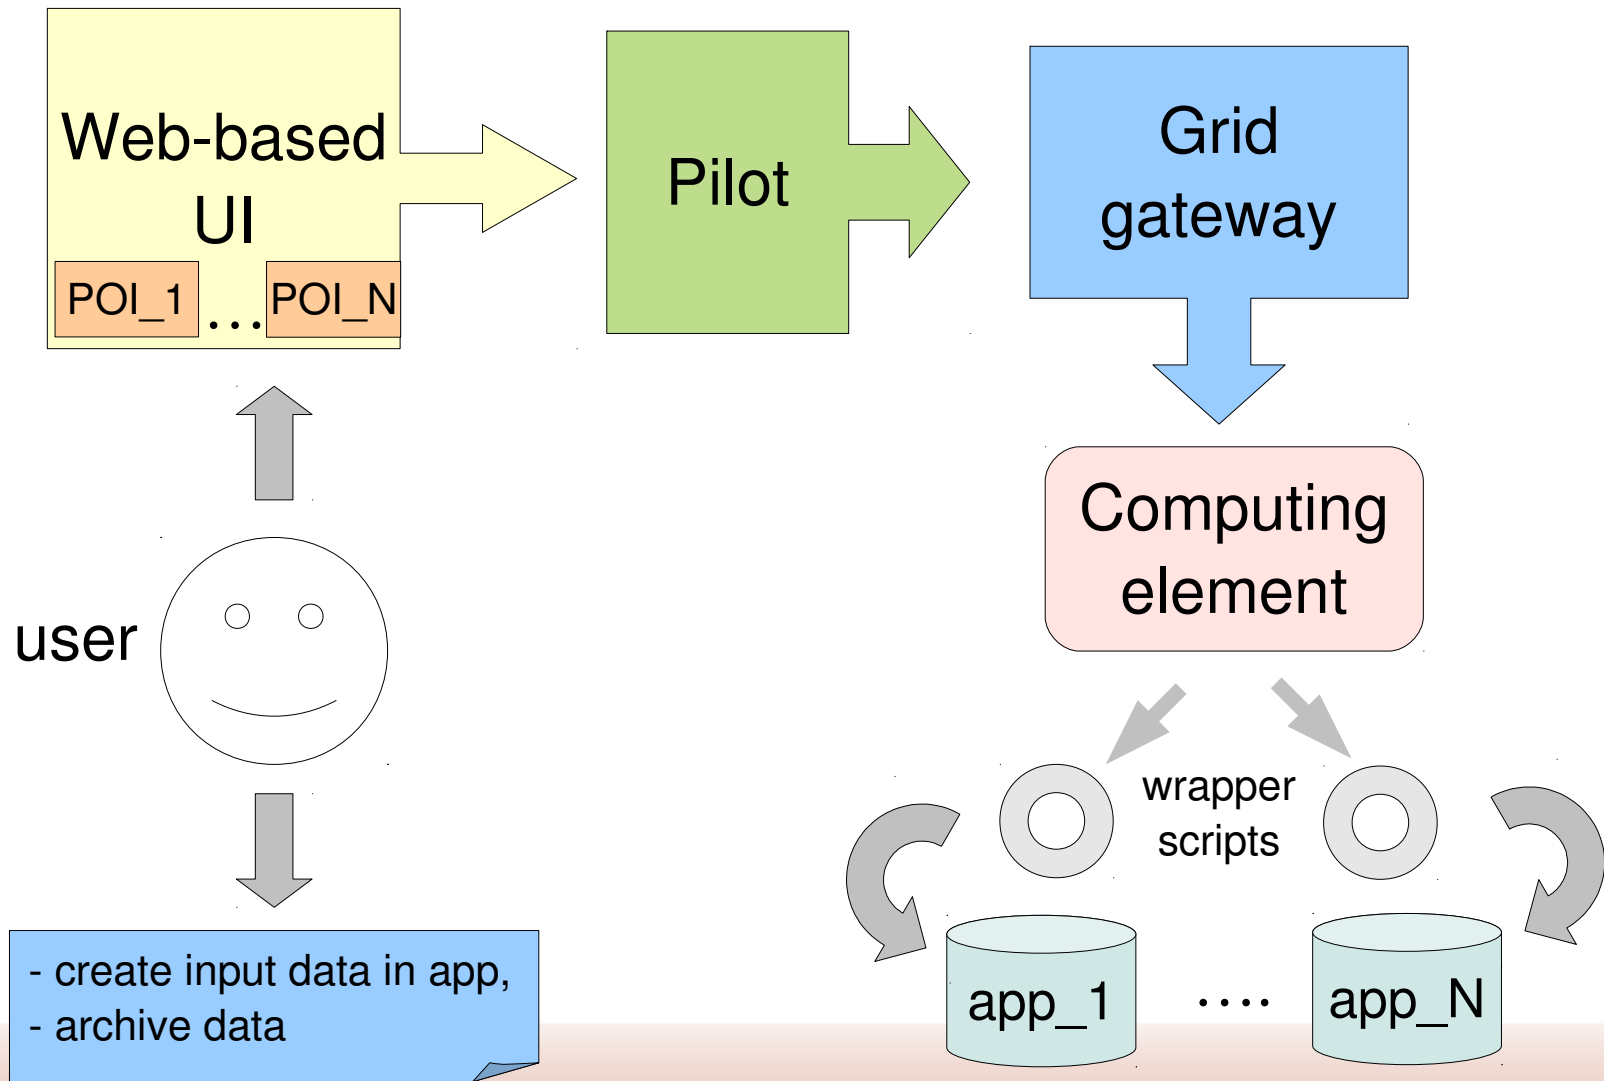 Web-based
UI
POI_1 ... POI_N
Pilot
Grid
gateway
Computing
element
user
wrapper
scripts
app_1 .... app_N
- create input data in app,
- archive data